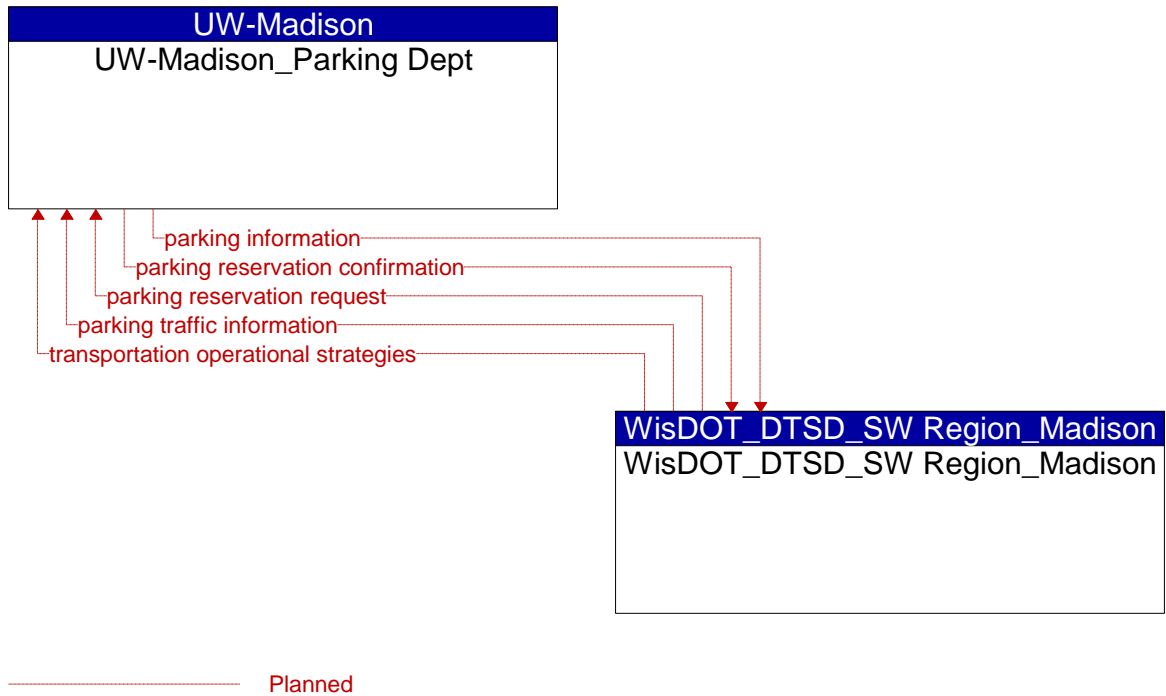 UW-Madison
UW-Madison_Parking Dept
parking information
parking reservation confirmation
parking reservation request
parking traffic information
transportation operational strategies
WisDOT_DTSD_SW Region_Madison
WisDOT_DTSD_SW Region_Madison
Planned